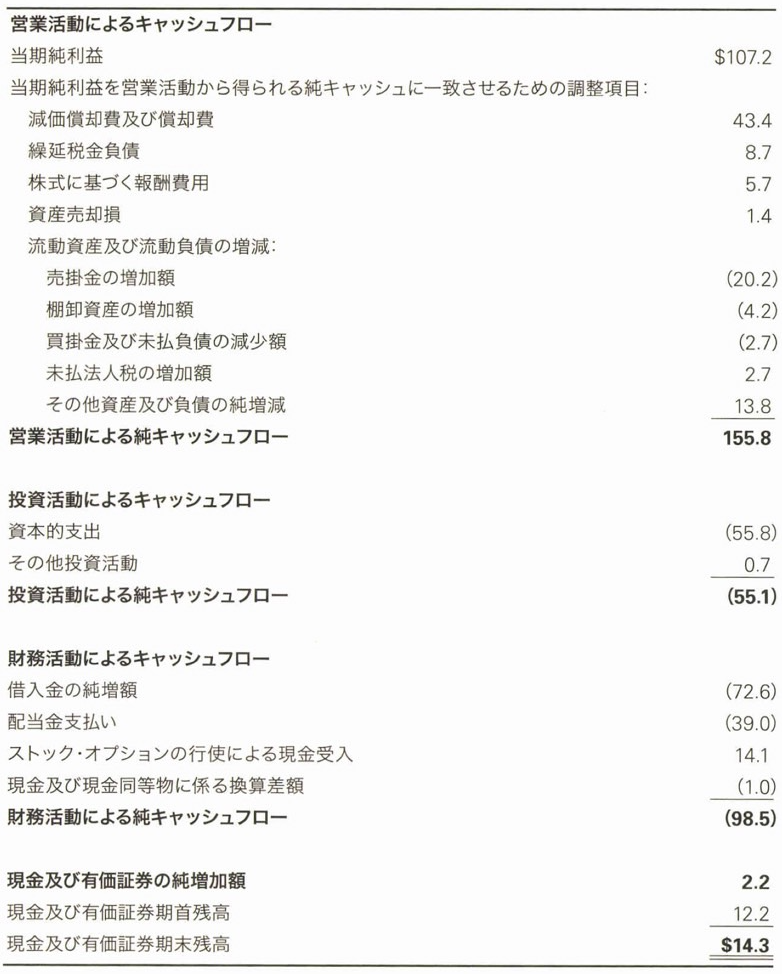 営業活動によるキャッシュフロー
当期純利益 $107.2
当期純利益を営業活動から得られる純キャッシュに一致させるための調整項目:
減価償却費及び償却費 43.4
繰延税金負債 8.7
株式に基づく報酬費用 5.7
資産売却損 1.4
流動資産及び流動負債の増減:
売掛金の増加額 (20.2)
棚卸資産の増加額 (4.2)
買掛金及び未払負債の減少額 (2.7)
未払法人税の増加額 2.7
その他資産及び負債の純増減 13.8
営業活動による純キャッシュフロー 155.8
投資活動によるキャッシュフロー
資本的支出 (55.8)
その他投資活動 0.7
投資活動による純キャッシュフロー (55.1)
財務活動によるキャッシュフロー
借入金の純増額 (72.6)
配当金支払い (39.0)
ストック・オプションの行使による現金受入 14.1
現金及び現金同等物に係る換算差額 (1.0)
財務活動による純キャッシュフロー (98.5)
現金及び有価証券の純増加額 2.2
現金及び有価証券期首残高 12.2
現金及び有価証券期末残高 $14.3